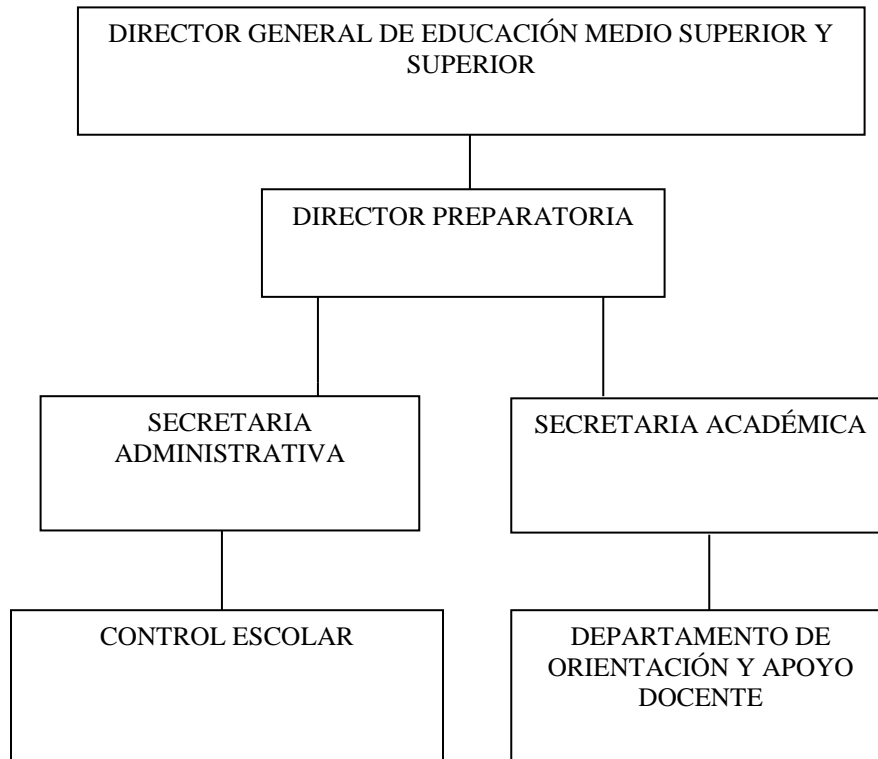 DIRECTOR GENERAL DE EDUCACIÓN MEDIO SUPERIOR Y
SUPERIOR
DIRECTOR PREPARATORIA
SECRETARIA
ADMINISTRATIVA
SECRETARIA ACADÉMICA
CONTROL ESCOLAR
DEPARTAMENTO DE
ORIENTACIÓN Y APOYO
DOCENTE